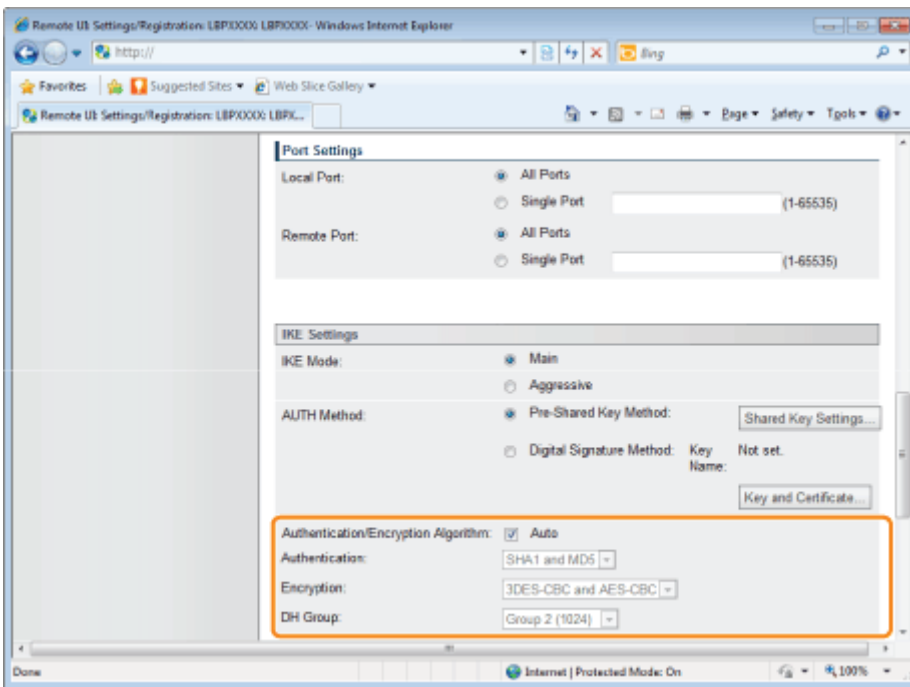 Remote UI: Settings/Registration: LBPXXXX: LBPXXXX- Windows Internet Explorer
http://
Bing
Favorites Suggested Sites Web Slice Gallery
Remote UI: Settings/Registration: LBPXXXX: LBPX... Page Safety Tools
Port Settings
Local Port: All Ports
Single Port (1-65535)
Remote Port: All Ports
Single Port (1-65535)
IKE Settings
IKE Mode: Main
Aggressive
AUTH Method: Pre-Shared Key Method: Shared Key Settings...
Digital Signature Method: Key Name: Not set.
Key and Certificate...
Authentication/Encryption Algorithm: Auto
Authentication: SHA1 and MD5
Encryption: 3DES-CBC and AES-CBC
DH Group: Group 2 (1024)
Done Internet | Protected Mode: On 100%